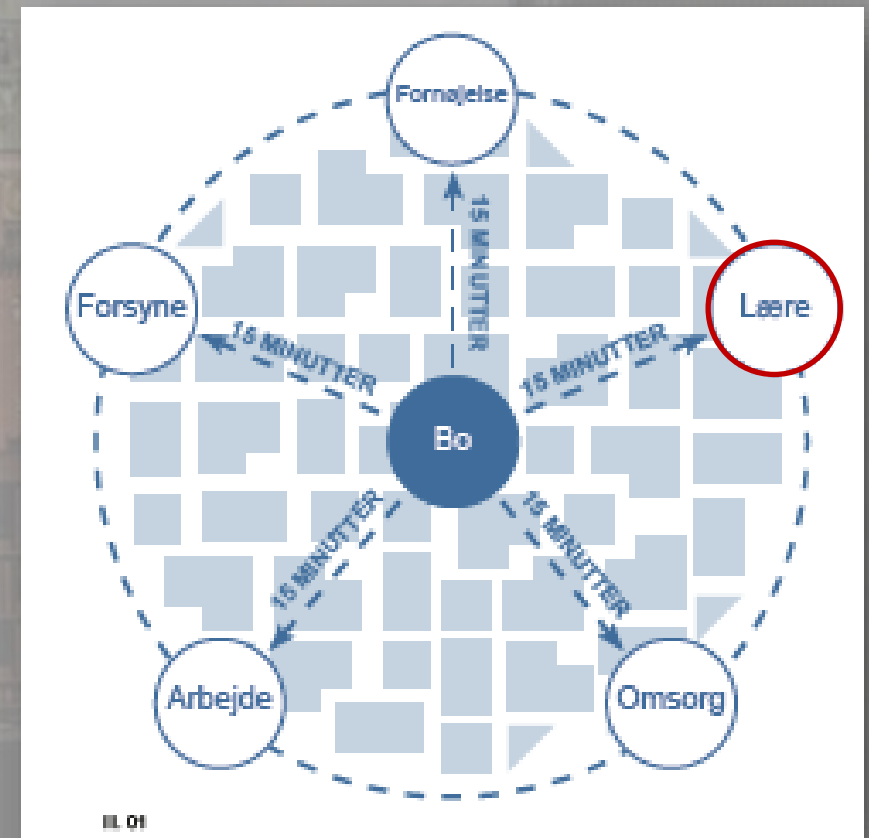 Fornøjelse
15 MINUTTER
Forsyne
Lære
15 MINUTTER
15 MINUTTER
Bo
15 MINUTTER
15 MINUTTER
Arbejde
Omsorg
Ill. 01